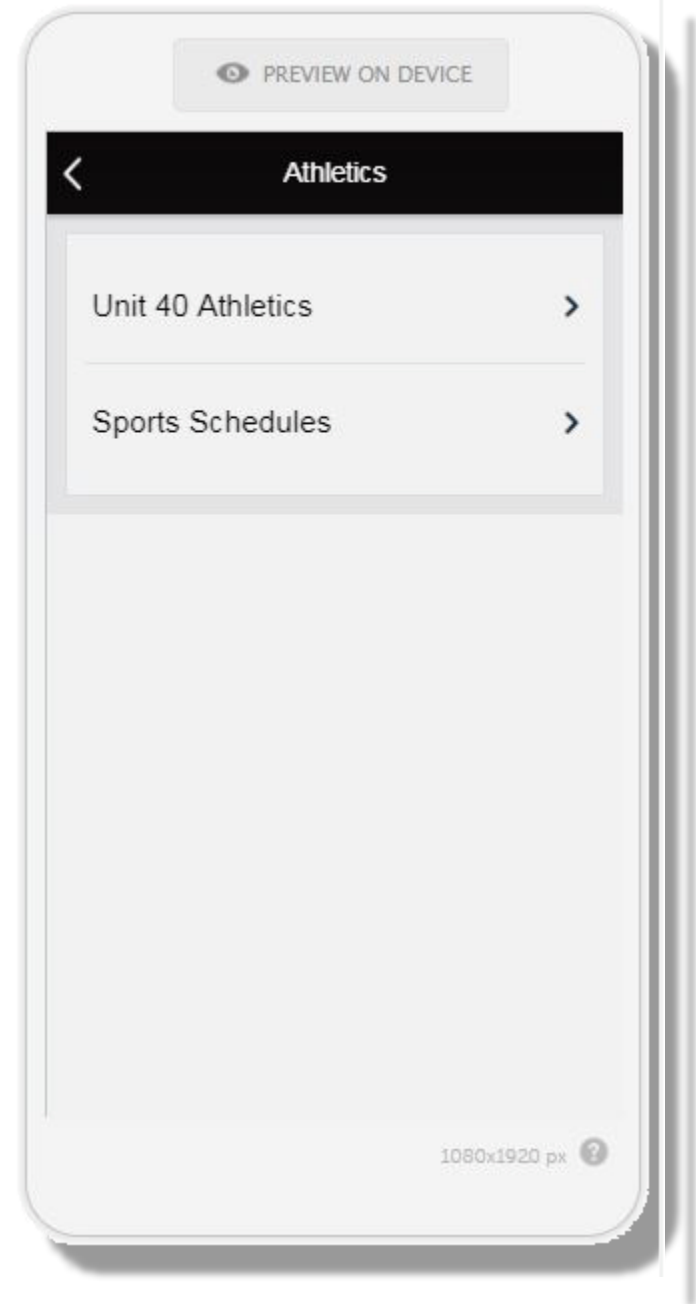 PREVIEW ON DEVICE
Athletics
Unit 40 Athletics
Sports Schedules
1080x1920 px
?